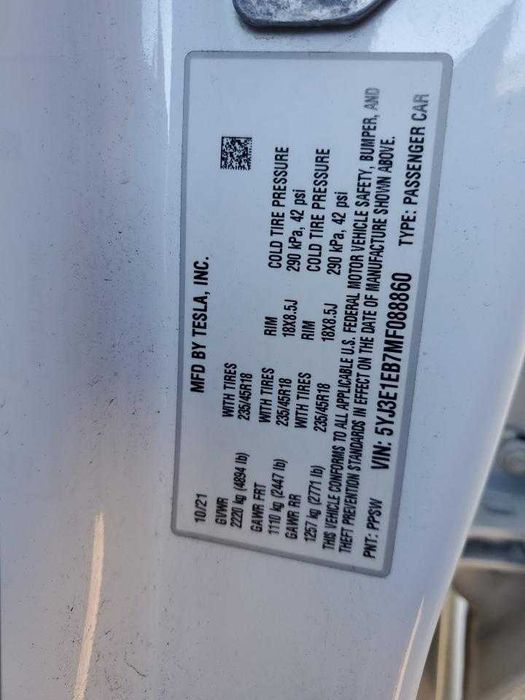 MFD BY TESLA, INC.
10/21
GVWR
2220 kg (4894 lb)
GAWR FRT WITH TIRES RIM COLD TIRE PRESSURE
1110 kg (2447 lb) 235/45R18 18X8.5J 290 kPa, 42 psi
GAWR RR WITH TIRES RIM COLD TIRE PRESSURE
1257 kg (2771 lb) 235/45R18 18X8.5J 290 kPa, 42 psi
THIS VEHICLE CONFORMS TO ALL APPLICABLE U.S. FEDERAL MOTOR VEHICLE SAFETY, BUMPER, AND
THEFT PREVENTION STANDARDS IN EFFECT ON THE DATE OF MANUFACTURE SHOWN ABOVE.
PNT: PPSW VIN: 5YJ3E1EB7MF088860 TYPE: PASSENGER CAR